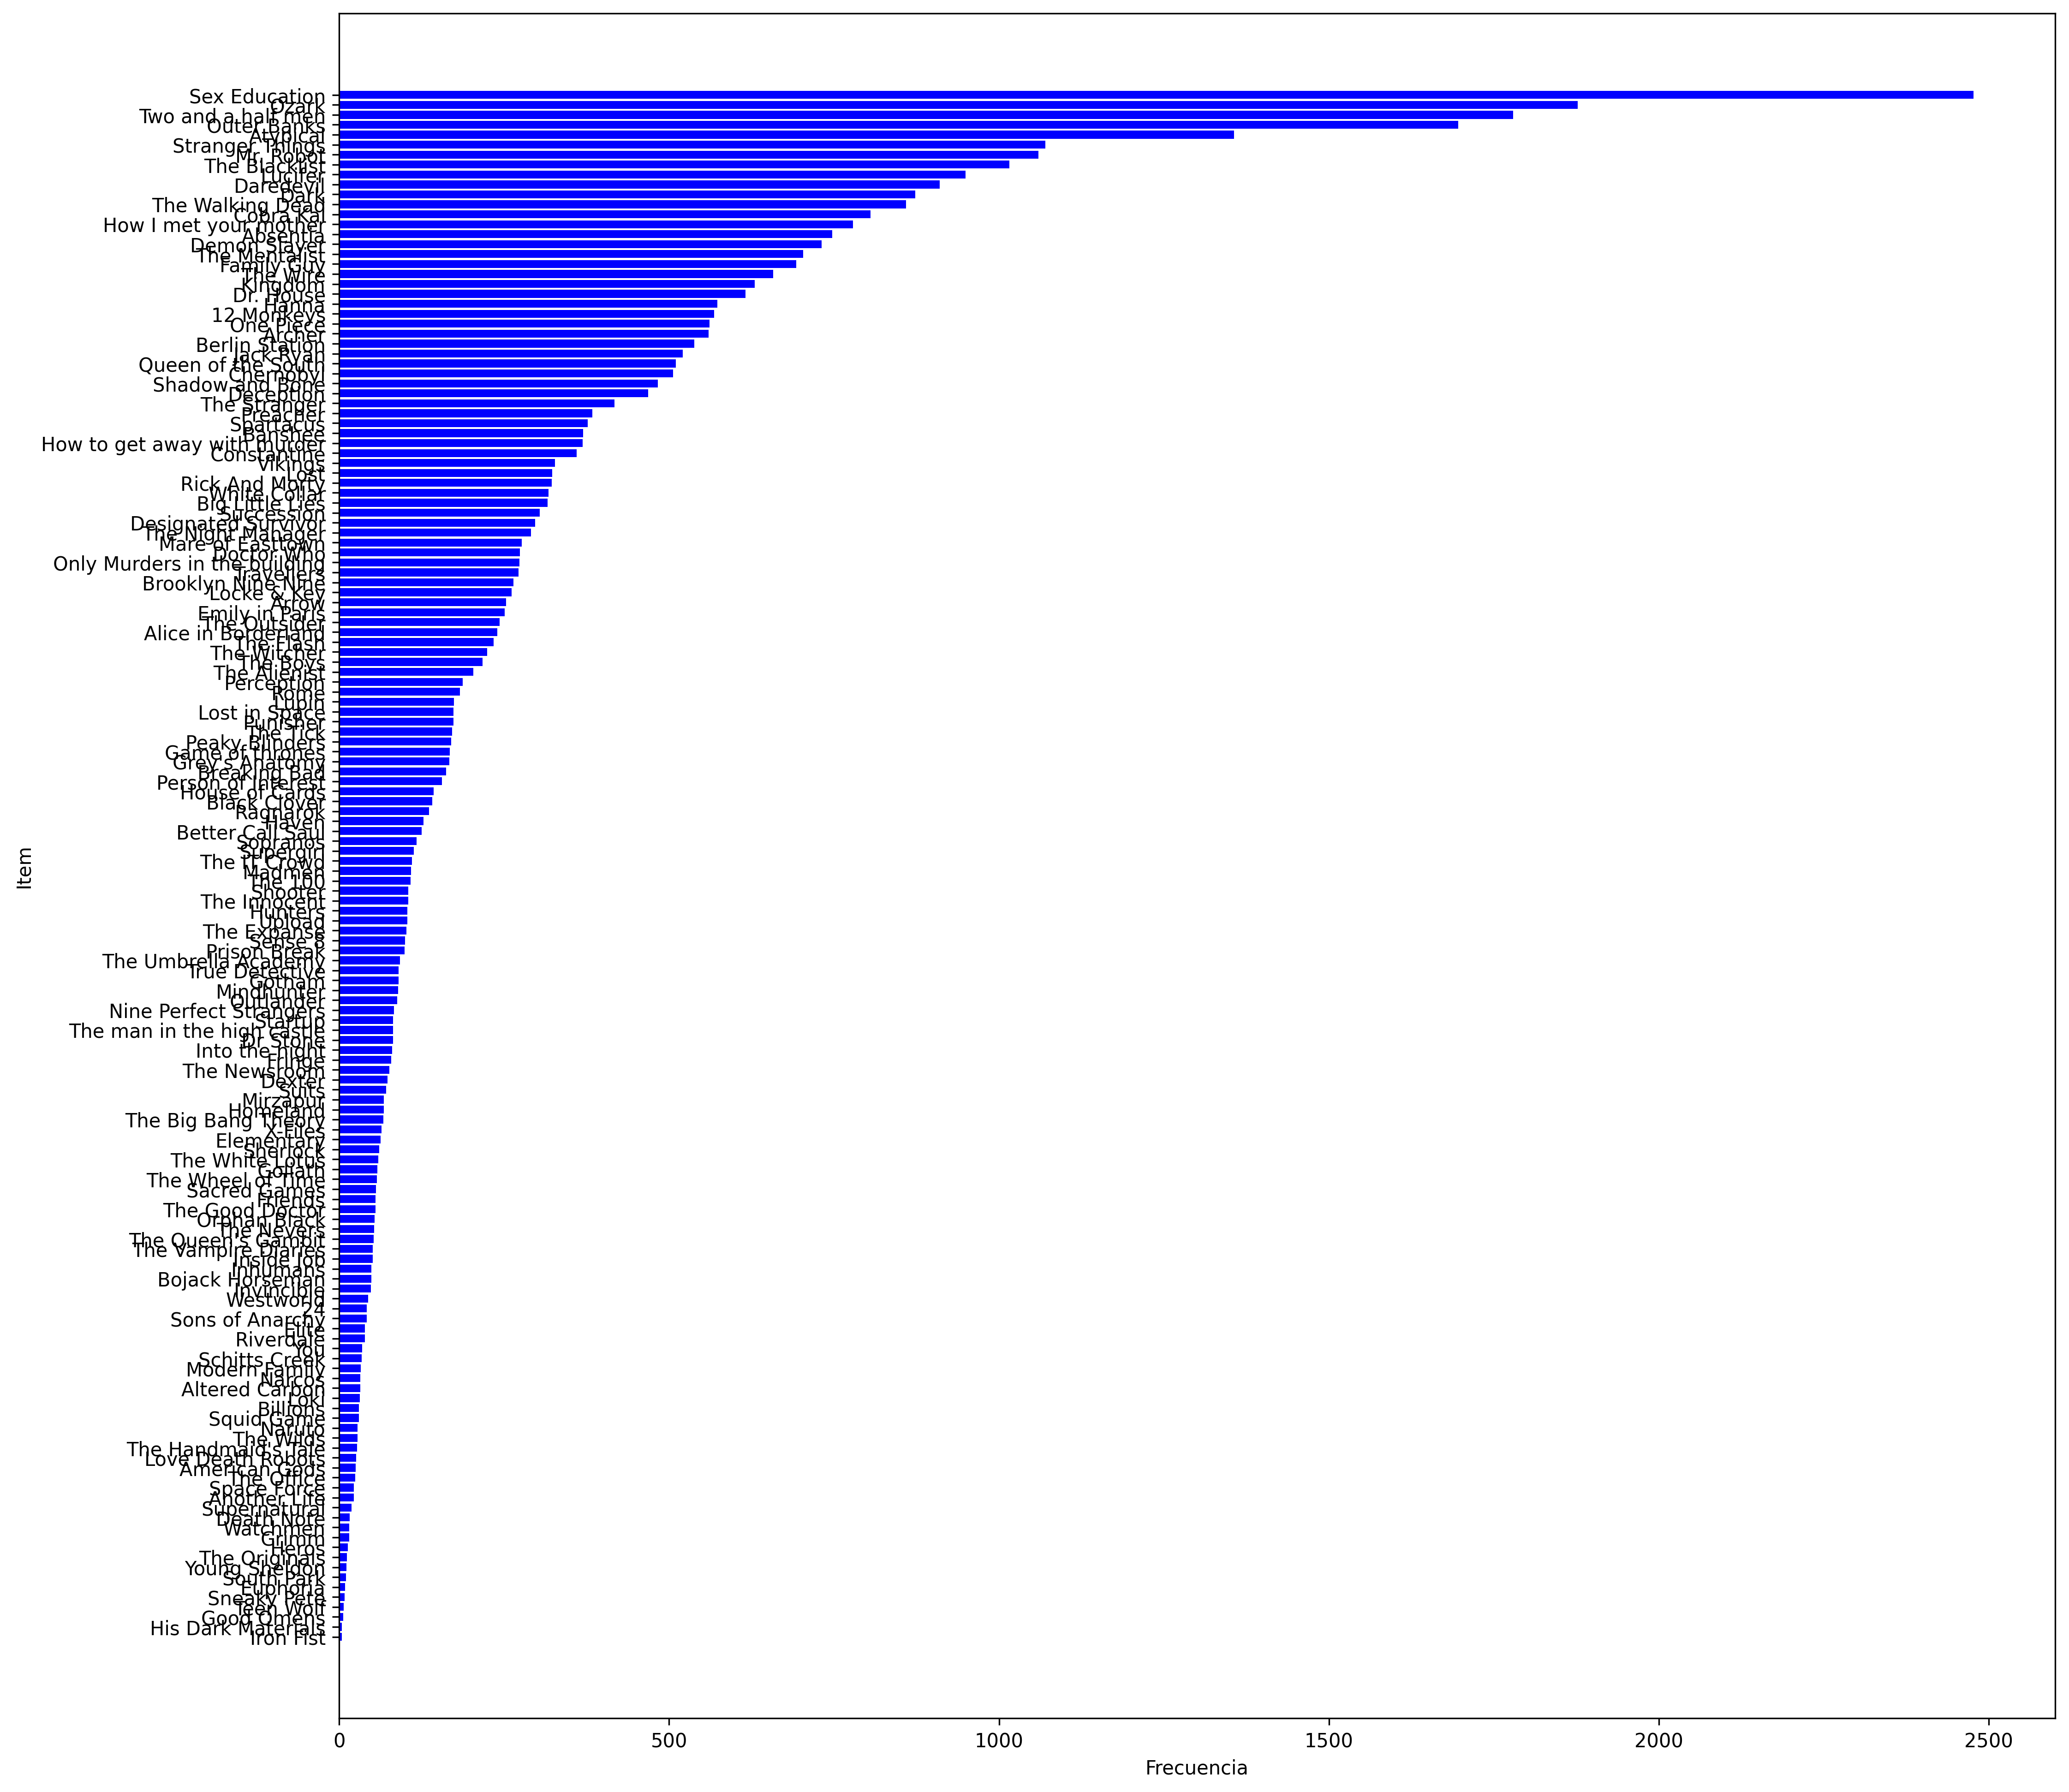 Sex Education
Ozark
Two and a half men
Outer Banks
Atypical
Stranger Things
Mr. Robot
The Blacklist
Lucifer
Daredevil
Dark
The Walking Dead
Cobra Kai
How I met your mother
Absentia
Demon Slayer
The Mentalist
Family Guy
The Wire
Kingdom
Dr. House
Hanna
12 Monkeys
One Piece
Archer
Berlin Station
Jack Ryan
Queen of the South
Chernobyl
Shadow and Bone
Deception
The Stranger
Preacher
Spartacus
Banshee
How to get away with murder
Constantine
Vikings
Lost
Rick And Morty
White Collar
Big Little Lies
Succession
Designated Survivor
The Night Manager
Mare of Easttown
Doctor Who
Only Murders in the building
Travellers
Brooklyn Nine Nine
Locke & Key
Arrow
Emily in Paris
The Outsider
Alice in Borderland
The Flash
The Witcher
The Boys
The Alienist
Perception
Rome
Lupin
Lost in Space
Punisher
The Tick
Peaky Blinders
Game of thrones
Grey's Anatomy
Breaking Bad
Person of Interest
House of Cards
Black Clover
Ragnarok
Haven
Better Call Saul
Sopranos
Supergirl
The IT Crowd
Madmen
The 100
Shooter
The Innocent
Hunters
Upload
The Expanse
Sense 8
Prison Break
The Umbrella Academy
True Detective
Gotham
Mindhunter
Outlander
Nine Perfect Strangers
Startup
The man in the high castle
Dr Stone
Into the night
Fringe
The Newsroom
Dexter
Suits
Mirzapur
Homeland
The Big Bang Theory
X-Files
Elementary
Sherlock
The White Lotus
Goliath
The Wheel of Time
Sacred Games
Friends
The Good Doctor
Orphan Black
The Nevers
The Queen's Gambit
The Vampire Diaries
Inside Job
Inhumans
Bojack Horseman
Invincible
Westworld
24
Sons of Anarchy
Elite
Riverdale
You
Schitts Creek
Modern Family
Narcos
Altered Carbon
Loki
Billions
Squid Game
Naruto
The Wilds
The Handmaid's Tale
Love Death Robots
American Gods
The Office
Space Force
Another Life
Supernatural
Death Note
Watchmen
Grimm
Heros
The Originals
Young Sheldon
South Park
Euphoria
Sneaky Pete
Teen Wolf
Good Omens
His Dark Materials
Iron Fist
Item
0 500 1000 1500 2000 2500
Frecuencia